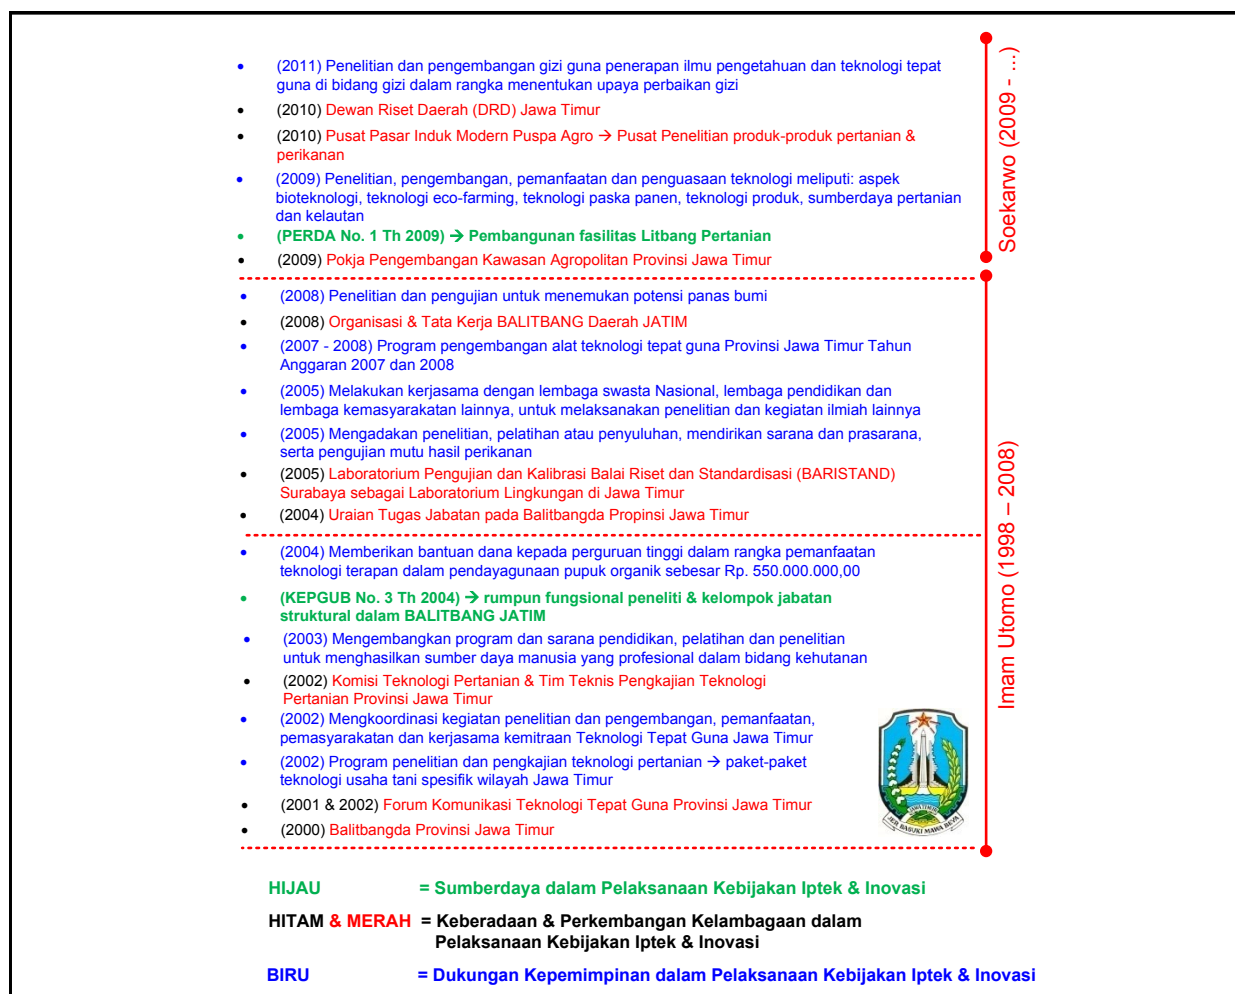 (2011) Penelitian dan pengembangan gizi guna penerapan ilmu pengetahuan dan teknologi tepat
guna di bidang gizi dalam rangka menentukan upaya perbaikan gizi
(2010) Dewan Riset Daerah (DRD) Jawa Timur
(2010) Pusat Pasar Induk Modern Puspa Agro → Pusat Penelitian produk-produk pertanian &
perikanan
(2009) Penelitian, pengembangan, pemanfaatan dan penguasaan teknologi meliputi: aspek
bioteknologi, teknologi eco-farming, teknologi paska panen, teknologi produk, sumberdaya pertanian
dan kelautan
(PERDA No. 1 Th 2009) → Pembangunan fasilitas Litbang Pertanian
(2009) Pokja Pengembangan Kawasan Agropolitan Provinsi Jawa Timur
Soekarwo (2009 - ...)
(2008) Penelitian dan pengujian untuk menemukan potensi panas bumi
(2008) Organisasi & Tata Kerja BALITBANG Daerah JATIM
(2007 - 2008) Program pengembangan alat teknologi tepat guna Provinsi Jawa Timur Tahun
Anggaran 2007 dan 2008
(2005) Melakukan kerjasama dengan lembaga swasta Nasional, lembaga pendidikan dan
lembaga kemasyarakatan lainnya, untuk melaksanakan penelitian dan kegiatan ilmiah lainnya
(2005) Mengadakan penelitian, pelatihan atau penyuluhan, mendirikan sarana dan prasarana,
serta pengujian mutu hasil perikanan
(2005) Laboratorium Pengujian dan Kalibrasi Balai Riset dan Standardisasi (BARISTAND)
Surabaya sebagai Laboratorium Lingkungan di Jawa Timur
(2004) Uraian Tugas Jabatan pada Balitbangda Propinsi Jawa Timur
(2004) Memberikan bantuan dana kepada perguruan tinggi dalam rangka pemanfaatan
teknologi terapan dalam pendayagunaan pupuk organik sebesar Rp. 550.000.000,00
(KEPGUB No. 3 Th 2004) → rumpun fungsional peneliti & kelompok jabatan
struktural dalam BALITBANG JATIM
(2003) Mengembangkan program dan sarana pendidikan, pelatihan dan penelitian
untuk menghasilkan sumber daya manusia yang profesional dalam bidang kehutanan
(2002) Komisi Teknologi Pertanian & Tim Teknis Pengkajian Teknologi
Pertanian Provinsi Jawa Timur
(2002) Mengkoordinasi kegiatan penelitian dan pengembangan, pemanfaatan,
pemasyarakatan dan kerjasama kemitraan Teknologi Tepat Guna Jawa Timur
(2002) Program penelitian dan pengkajian teknologi pertanian → paket-paket
teknologi usaha tani spesifik wilayah Jawa Timur
(2001 & 2002) Forum Komunikasi Teknologi Tepat Guna Provinsi Jawa Timur
(2000) Balitbangda Provinsi Jawa Timur
Imam Utomo (1998 – 2008)
JAWA TIMUR
JER BASUKI MAWA BEYA
HIJAU = Sumberdaya dalam Pelaksanaan Kebijakan Iptek & Inovasi
HITAM & MERAH = Keberadaan & Perkembangan Kelambagaan dalam
Pelaksanaan Kebijakan Iptek & Inovasi
BIRU = Dukungan Kepemimpinan dalam Pelaksanaan Kebijakan Iptek & Inovasi